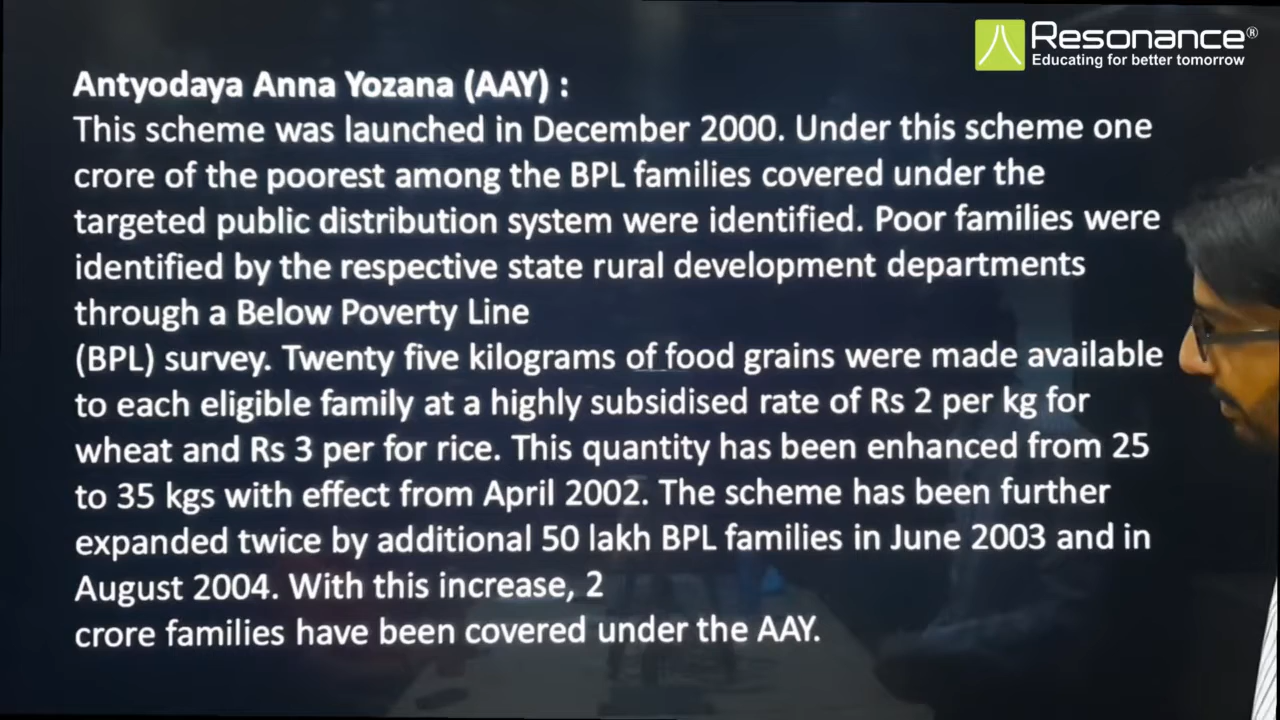 Resonance®
Educating for better tomorrow
Antyodaya Anna Yozana (AAY) :
This scheme was launched in December 2000. Under this scheme one
crore of the poorest among the BPL families covered under the
targeted public distribution system were identified. Poor families were
identified by the respective state rural development departments
through a Below Poverty Line
(BPL) survey. Twenty five kilograms of food grains were made available
to each eligible family at a highly subsidised rate of Rs 2 per kg for
wheat and Rs 3 per for rice. This quantity has been enhanced from 25
to 35 kgs with effect from April 2002. The scheme has been further
expanded twice by additional 50 lakh BPL families in June 2003 and in
August 2004. With this increase, 2
crore families have been covered under the AAY.